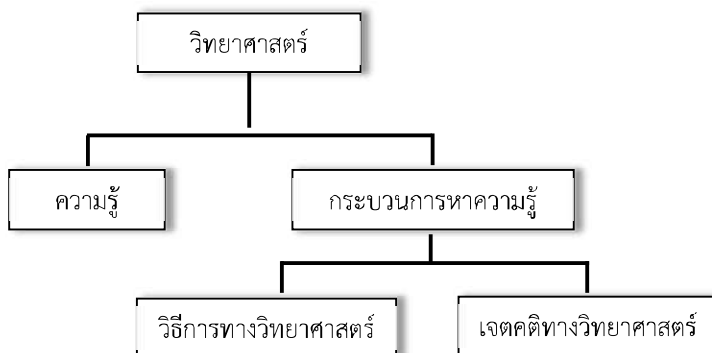 วิทยาศาสตร์
ความรู้
กระบวนการหาความรู้
วิธีการทางวิทยาศาสตร์
เจตคติทางวิทยาศาสตร์